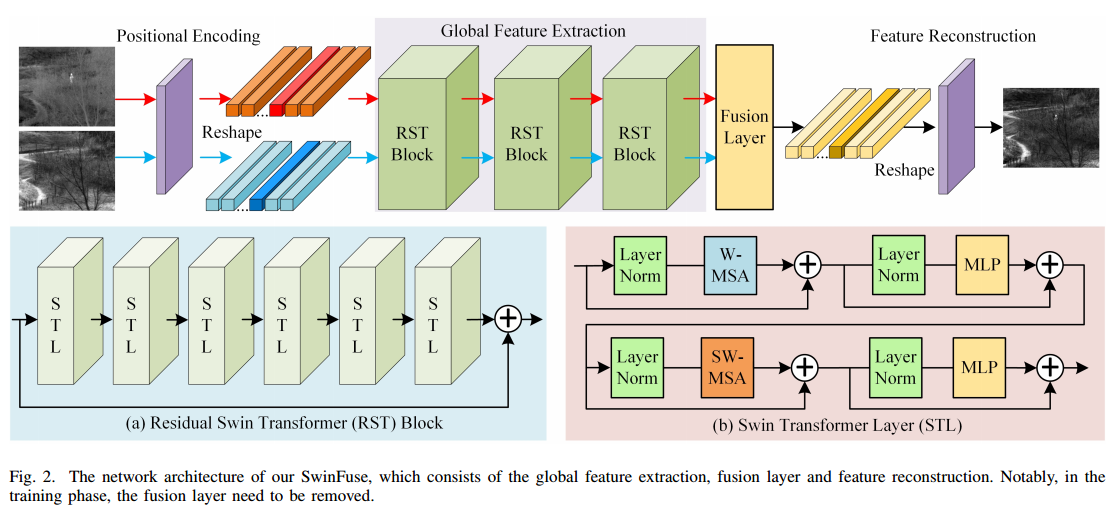 Positional Encoding
Global Feature Extraction
Feature Reconstruction
Reshape
...
...
RST
Block
RST
Block
RST
Block
Fusion
Layer
...
Reshape
S
T
L
S
T
L
S
T
L
S
T
L
S
T
L
S
T
L
(a) Residual Swin Transformer (RST) Block
Layer
Norm
W-
MSA
Layer
Norm
MLP
Layer
Norm
SW-
MSA
Layer
Norm
MLP
(b) Swin Transformer Layer (STL)
Fig. 2. The network architecture of our SwinFuse, which consists of the global feature extraction, fusion layer and feature reconstruction. Notably, in the
training phase, the fusion layer need to be removed.